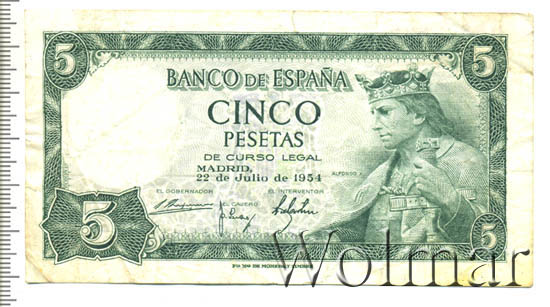 5 5
BANCO DE ESPAÑA
CINCO
PESETAS
DE CURSO LEGAL
MADRID,
22 de Julio de 1954
ALFONSO X
EL GOBERNADOR EL INTERVENTOR
EL CAJERO
5 5
Wolmar